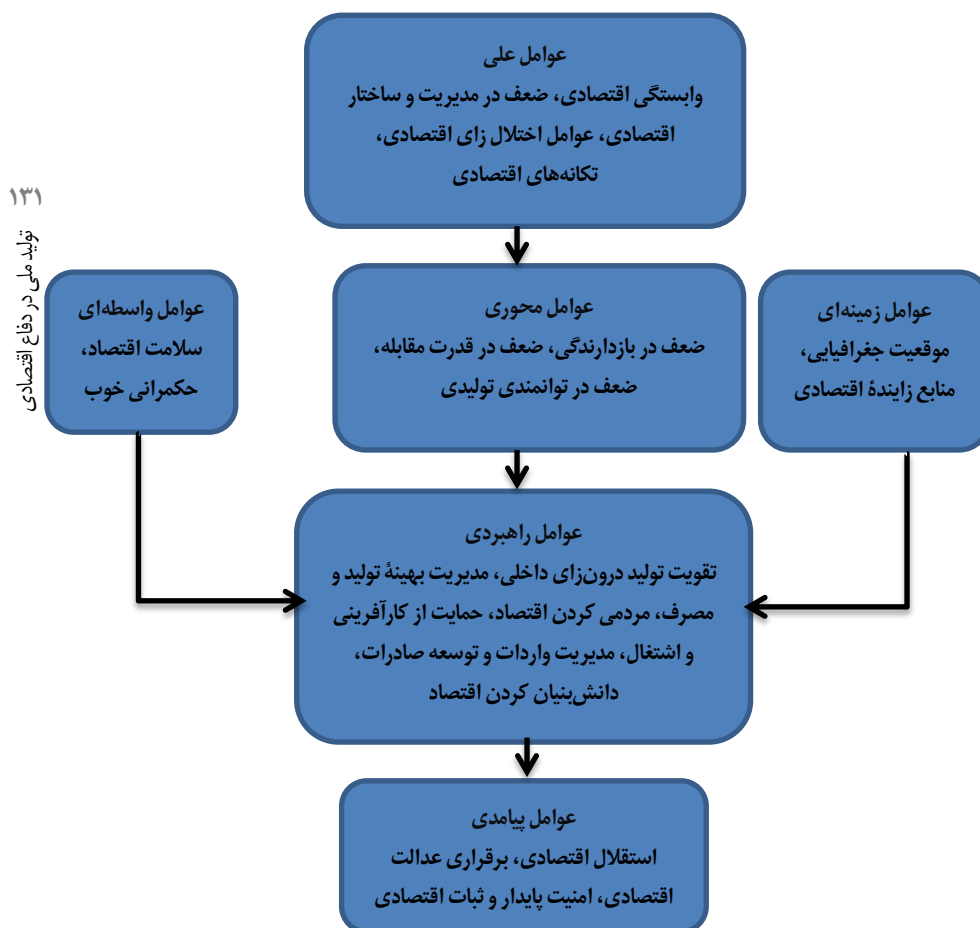 عوامل علی
وابستگی اقتصادی، ضعف در مدیریت و ساختار
اقتصادی، عوامل اختلال زای اقتصادی،
تکانه‌های اقتصادی
۱۳۱
تولید ملی در دفاع اقتصادی
عوامل زمینه‌ای
موقعیت جغرافیایی،
منابع زایندهٔ اقتصادی
عوامل محوری
ضعف در بازدارندگی، ضعف در قدرت مقابله،
ضعف در توانمندی تولیدی
عوامل واسطه‌ای
سلامت اقتصاد،
حکمرانی خوب
عوامل راهبردی
تقویت تولید درون‌زای داخلی، مدیریت بهینهٔ تولید و
مصرف، مردمی کردن اقتصاد، حمایت از کارآفرینی
و اشتغال، مدیریت واردات و توسعه صادرات،
دانش‌بنیان کردن اقتصاد
عوامل پیامدی
استقلال اقتصادی، برقراری عدالت
اقتصادی، امنیت پایدار و ثبات اقتصادی